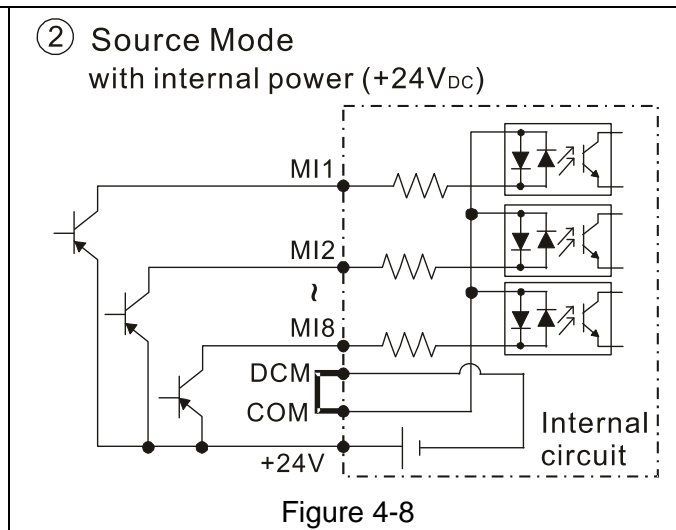 ② Source Mode
with internal power (+24VDC)
MI1
MI2
~
MI8
DCM
COM
+24V
Internal
circuit
Figure 4-8